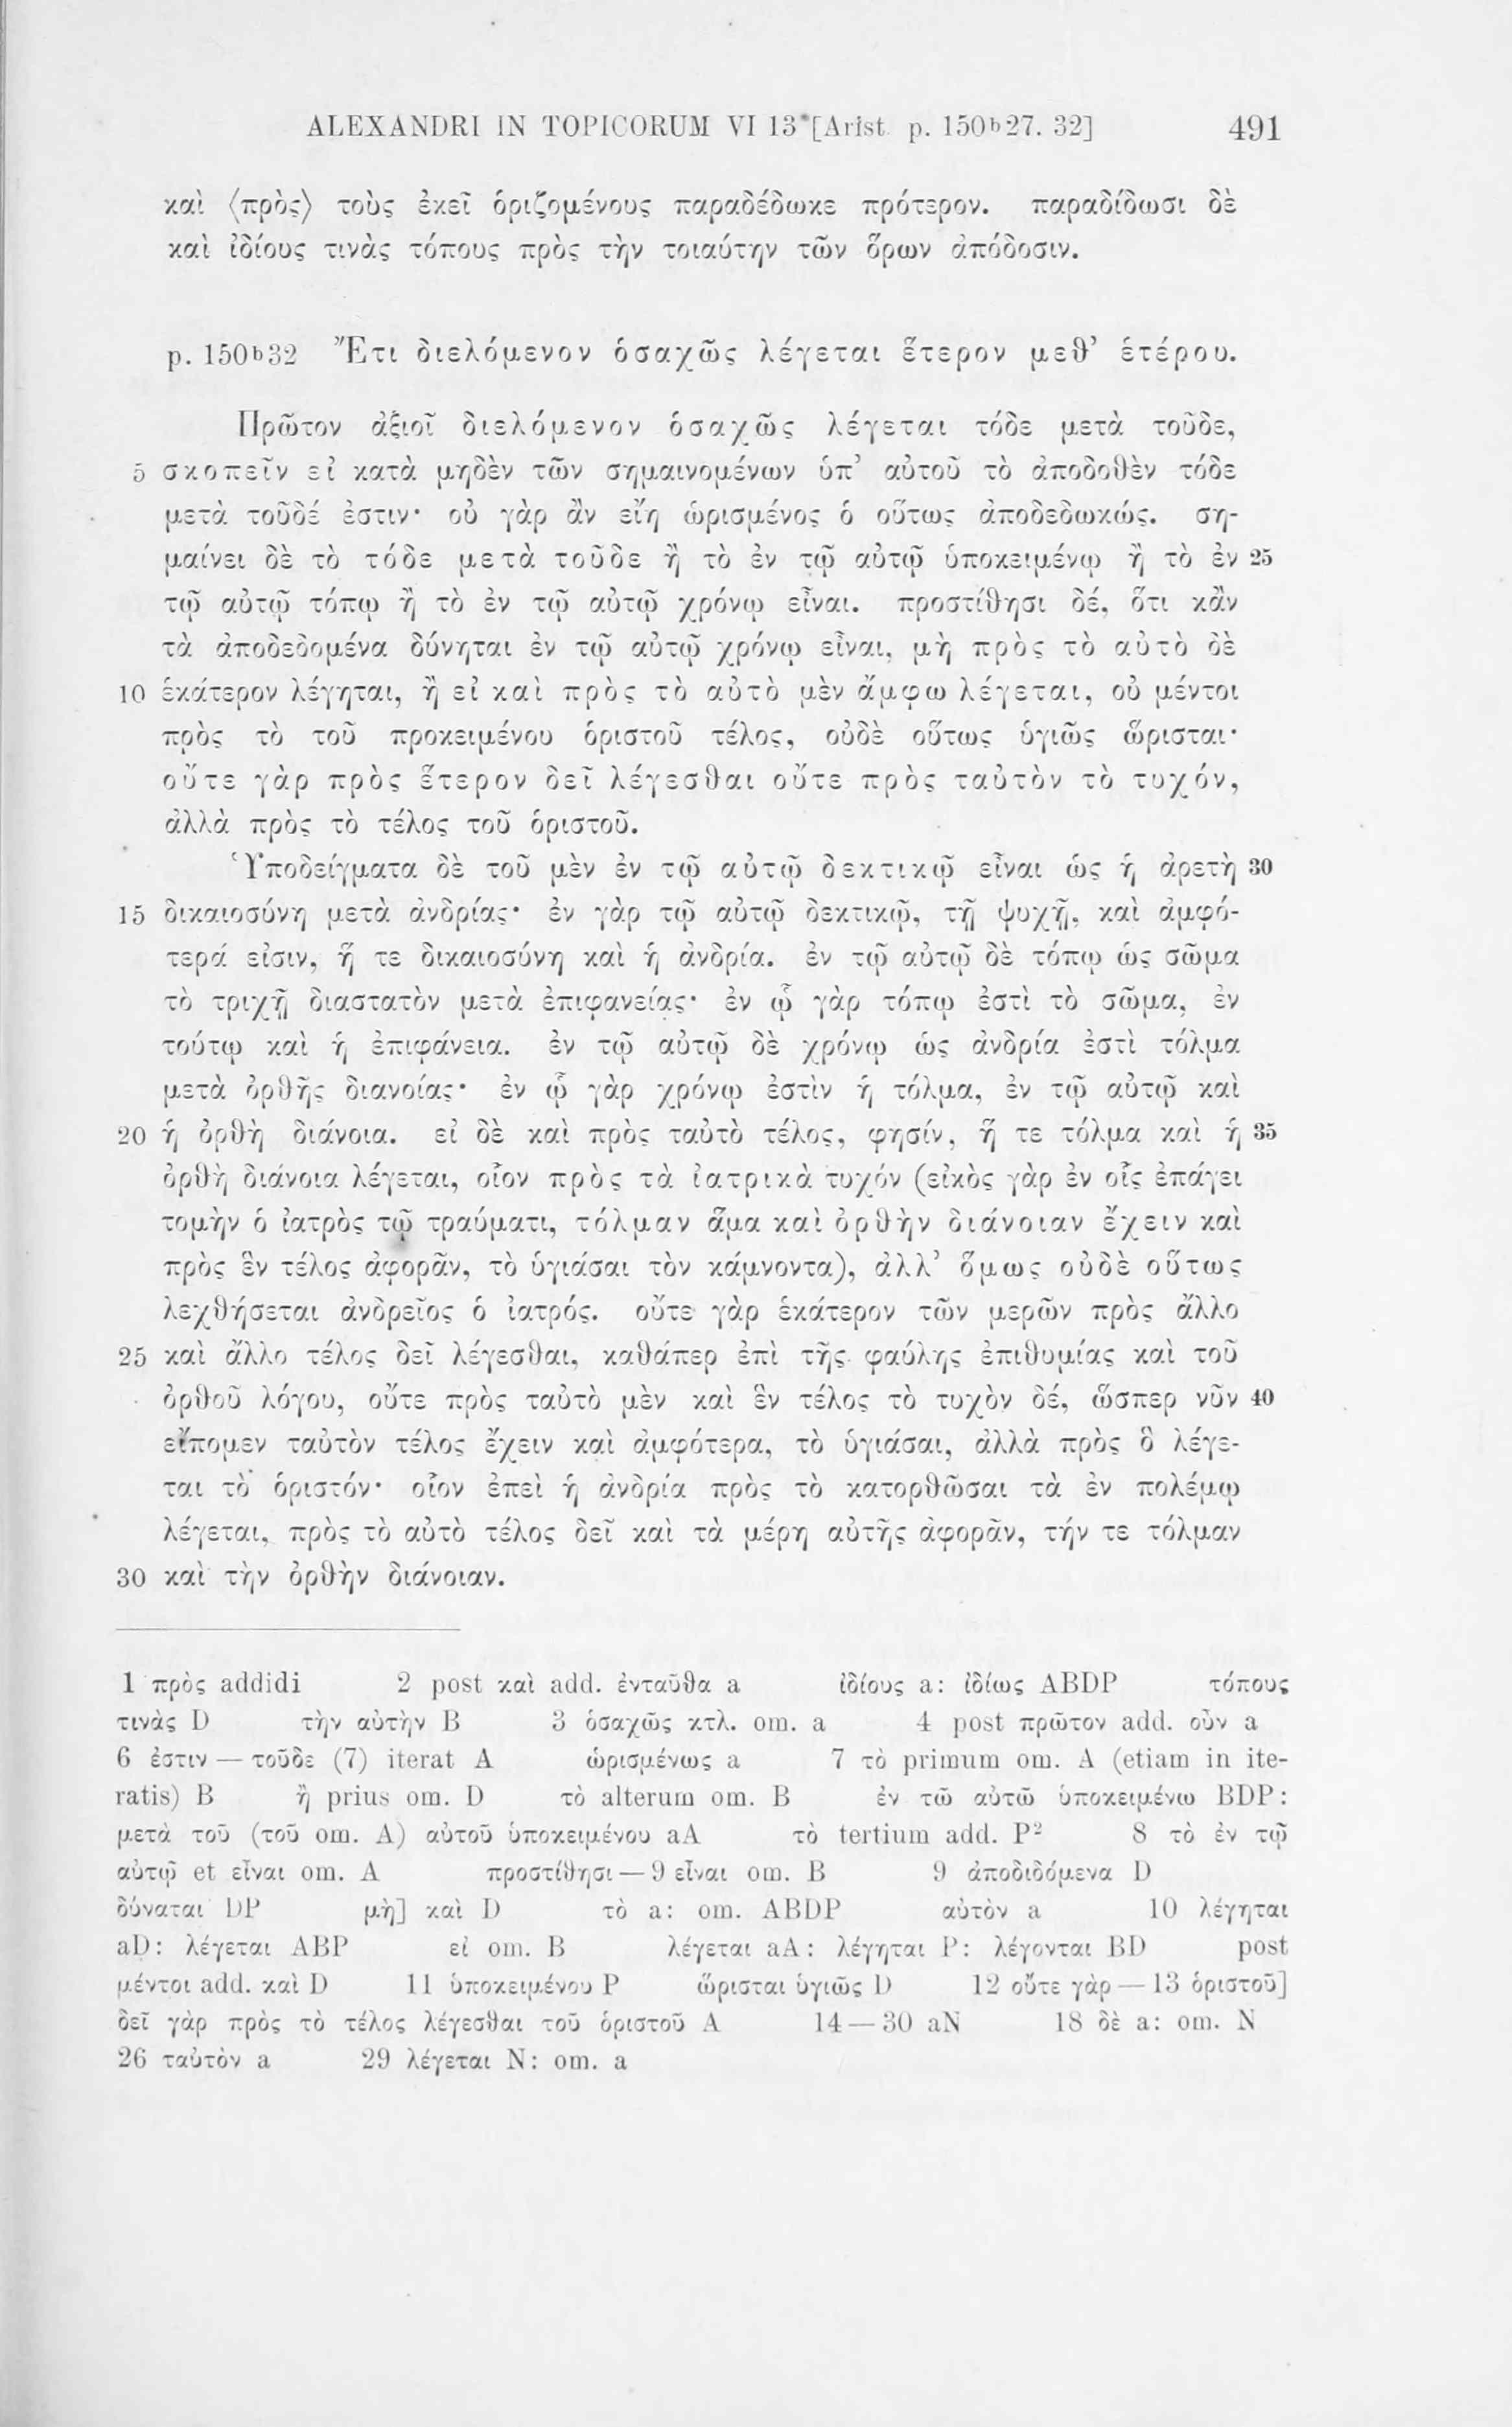 ALEXANDRI IN TOPICORUM VI 13 [Arist. p. 150ᵇ27. 32] 491
καὶ ⟨πρὸς⟩ τοὺς ἐκεῖ ὁριζομένους παραδέδωκε πρότερον. παραδίδωσι δὲ
καὶ ἰδίους τινὰς τόπους πρὸς τὴν τοιαύτην τῶν ὅρων ἀπόδοσιν.
p. 150ᵇ32 Ἔτι διελόμενον ὁσαχῶς λέγεται ἕτερον μεθ’ ἑτέρου.
Πρῶτον ἀξιοῖ διελόμενον ὁσαχῶς λέγεται τόδε μετὰ τοῦδε,
5 σκοπεῖν εἰ κατὰ μηδὲν τῶν σημαινομένων ὑπ’ αὐτοῦ τὸ ἀποδοθὲν τόδε
μετὰ τοῦδέ ἐστιν· οὐ γὰρ ἂν εἴη ὡρισμένος ὁ οὕτως ἀποδεδωκώς. ση-
μαίνει δὲ τὸ τόδε μετὰ τοῦδε ἢ τὸ ἐν τῷ αὐτῷ ὑποκειμένῳ ἢ τὸ ἐν 25
τῷ αὐτῷ τόπῳ ἢ τὸ ἐν τῷ αὐτῷ χρόνῳ εἶναι. προστίθησι δέ, ὅτι κἂν
τὰ ἀποδεδομένα δύνηται ἐν τῷ αὐτῷ χρόνῳ εἶναι, μὴ πρὸς τὸ αὐτὸ δὲ
10 ἑκάτερον λέγηται, ἢ εἰ καὶ πρὸς τὸ αὐτὸ μὲν ἄμφω λέγεται, οὐ μέντοι
πρὸς τὸ τοῦ προκειμένου ὁριστοῦ τέλος, οὐδὲ οὕτως ὑγιῶς ὥρισται·
οὔτε γὰρ πρὸς ἕτερον δεῖ λέγεσθαι οὔτε πρὸς ταὐτὸν τὸ τυχόν,
ἀλλὰ πρὸς τὸ τέλος τοῦ ὁριστοῦ.
Ὑποδείγματα δὲ τοῦ μὲν ἐν τῷ αὐτῷ δεκτικῷ εἶναι ὡς ἡ ἀρετὴ 30
15 δικαιοσύνη μετὰ ἀνδρίας· ἐν γὰρ τῷ αὐτῷ δεκτικῷ, τῇ ψυχῇ, καὶ ἀμφό-
τερά εἰσιν, ἥ τε δικαιοσύνη καὶ ἡ ἀνδρία. ἐν τῷ αὐτῷ δὲ τόπῳ ὡς σῶμα
τὸ τριχῇ διαστατὸν μετὰ ἐπιφανείας· ἐν ᾧ γὰρ τόπῳ ἐστὶ τὸ σῶμα, ἐν
τούτῳ καὶ ἡ ἐπιφάνεια. ἐν τῷ αὐτῷ δὲ χρόνῳ ὡς ἀνδρία ἐστὶ τόλμα
μετὰ ὀρθῆς διανοίας· ἐν ᾧ γὰρ χρόνῳ ἐστὶν ἡ τόλμα, ἐν τῷ αὐτῷ καὶ
20 ἡ ὀρθὴ διάνοια. εἰ δὲ καὶ πρὸς ταὐτὸ τέλος, φησίν, ἥ τε τόλμα καὶ ἡ 35
ὀρθὴ διάνοια λέγεται, οἷον πρὸς τὰ ἰατρικὰ τυχόν (εἰκὸς γὰρ ἐν οἷς ἐπάγει
τομὴν ὁ ἰατρὸς τῷ τραύματι, τόλμαν ἅμα καὶ ὀρθὴν διάνοιαν ἔχειν καὶ
πρὸς ἓν τέλος ἀφορᾶν, τὸ ὑγιάσαι τὸν κάμνοντα), ἀλλ’ ὅμως οὐδὲ οὕτως
λεχθήσεται ἀνδρεῖος ὁ ἰατρός. οὔτε γὰρ ἑκάτερον τῶν μερῶν πρὸς ἄλλο
25 καὶ ἄλλο τέλος δεῖ λέγεσθαι, καθάπερ ἐπὶ τῆς φαύλης ἐπιθυμίας καὶ τοῦ
ὀρθοῦ λόγου, οὔτε πρὸς ταὐτὸ μὲν καὶ ἓν τέλος τὸ τυχὸν δέ, ὥσπερ νῦν 40
εἴπομεν ταὐτὸν τέλος ἔχειν καὶ ἀμφότερα, τὸ ὑγιάσαι, ἀλλὰ πρὸς ὃ λέγε-
ται τὸ ὁριστόν· οἷον ἐπεὶ ἡ ἀνδρία πρὸς τὸ κατορθῶσαι τὰ ἐν πολέμῳ
λέγεται, πρὸς τὸ αὐτὸ τέλος δεῖ καὶ τὰ μέρη αὐτῆς ἀφορᾶν, τήν τε τόλμαν
30 καὶ τὴν ὀρθὴν διάνοιαν.
1 πρὸς addidi 2 post καὶ add. ἐνταῦθα a ἰδίους a: ἰδίως ABDP τόπους
τινὰς D τὴν αὐτὴν B 3 ὁσαχῶς κτλ. om. a 4 post πρῶτον add. οὖν a
6 ἐστιν — τοῦδε (7) iterat A ὡρισμένως a 7 τὸ primum om. A (etiam in ite-
ratis) B ἢ prius om. D τὸ alterum om. B ἐν τῶ αὐτῶ ὑποκειμένω BDP:
μετὰ τοῦ (τοῦ om. A) αὐτοῦ ὑποκειμένου aA τὸ tertium add. P² 8 τὸ ἐν τῷ
αὐτῷ et εἶναι om. A προστίθησι — 9 εἶναι om. B 9 ἀποδιδόμενα D
δύναται DP μὴ] καὶ D τὸ a: om. ABDP αὐτὸν a 10 λέγηται
aD: λέγεται ABP εἰ om. B λέγεται aA: λέγηται P: λέγονται BD post
μέντοι add. καὶ D 11 ὑποκειμένου P ὥρισται ὑγιῶς D 12 οὔτε γὰρ — 13 ὁριστοῦ]
δεῖ γὰρ πρὸς τὸ τέλος λέγεσθαι τοῦ ὁριστοῦ A 14 — 30 aN 18 δὲ a: om. N
26 ταὐτὸν a 29 λέγεται N: om. a